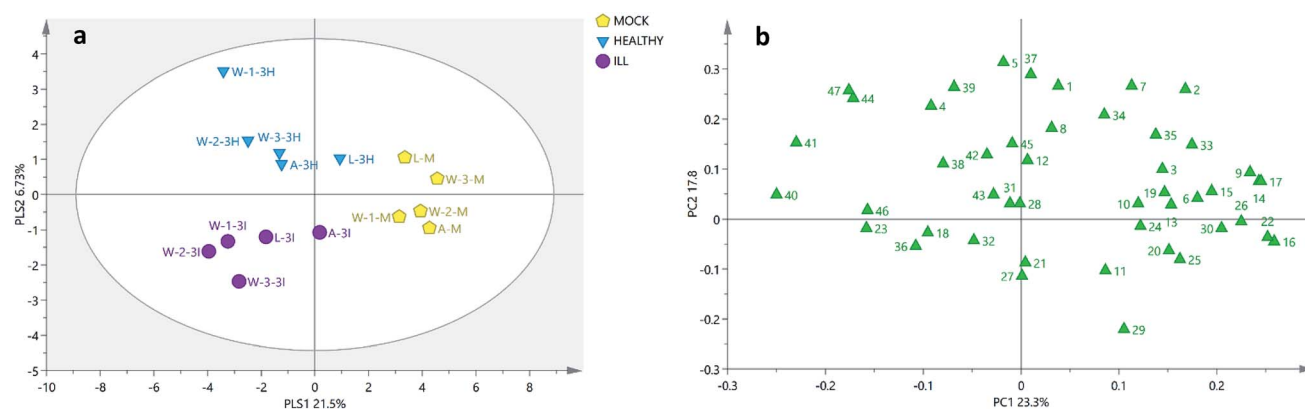 a
MOCK
HEALTHY
ILL
4
3
2
1
0
-1
-2
-3
-4
-5
PLS2 6.73%
W-1-3H
W-2-3H
W-3-3H
A-3H
L-3H
L-M
W-3-M
W-1-M
W-2-M
A-M
W-1-3I
L-3I
A-3I
W-2-3I
W-3-3I
-10 -8 -6 -4 -2 0 2 4 6 8 10
PLS1 21.5%
b
0.3
0.2
0.1
0
-0.1
-0.2
-0.3
PC2 17.8
5 37
47 44 39 1 7 2
4 34
8 35
41 45 33
42 12
38 3 9 17
40 43 31 28 19 6 15 14
46 10 13 26
23 18 24 30 22
36 32 20 16
21 25
27 11
29
-0.3 -0.2 -0.1 0 0.1 0.2
PC1 23.3%